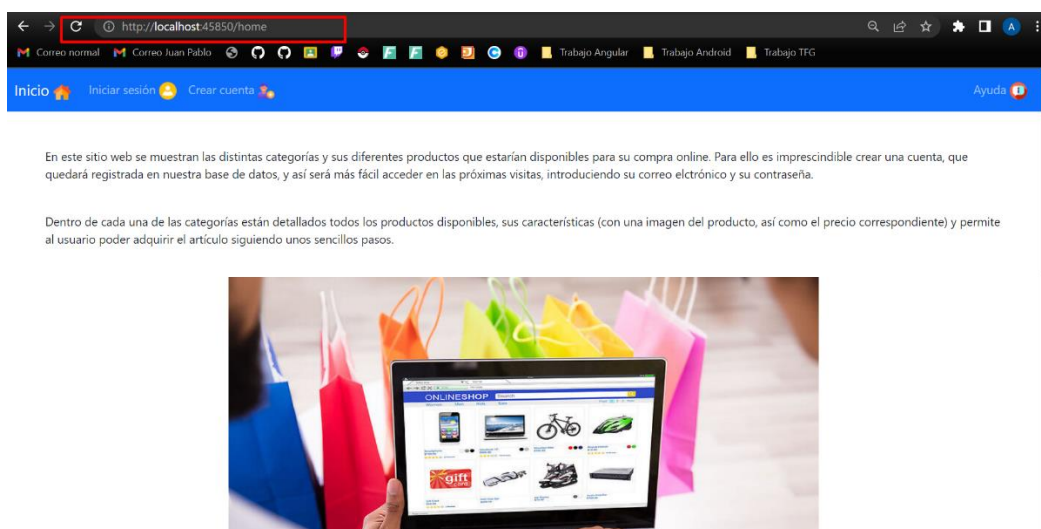 http://localhost:45850/home
Correo normal Correo Juan Pablo Trabajo Angular Trabajo Android Trabajo TFG
Inicio Iniciar sesión Crear cuenta Ayuda
En este sitio web se muestran las distintas categorías y sus diferentes productos que estarían disponibles para su compra online. Para ello es imprescindible crear una cuenta, que
quedará registrada en nuestra base de datos, y así será más fácil acceder en las próximas visitas, introduciendo su correo elctrónico y su contraseña.
Dentro de cada una de las categorías están detallados todos los productos disponibles, sus características (con una imagen del producto, así como el precio correspondiente) y permite
al usuario poder adquirir el artículo siguiendo unos sencillos pasos.
ONLINESHOP
gift